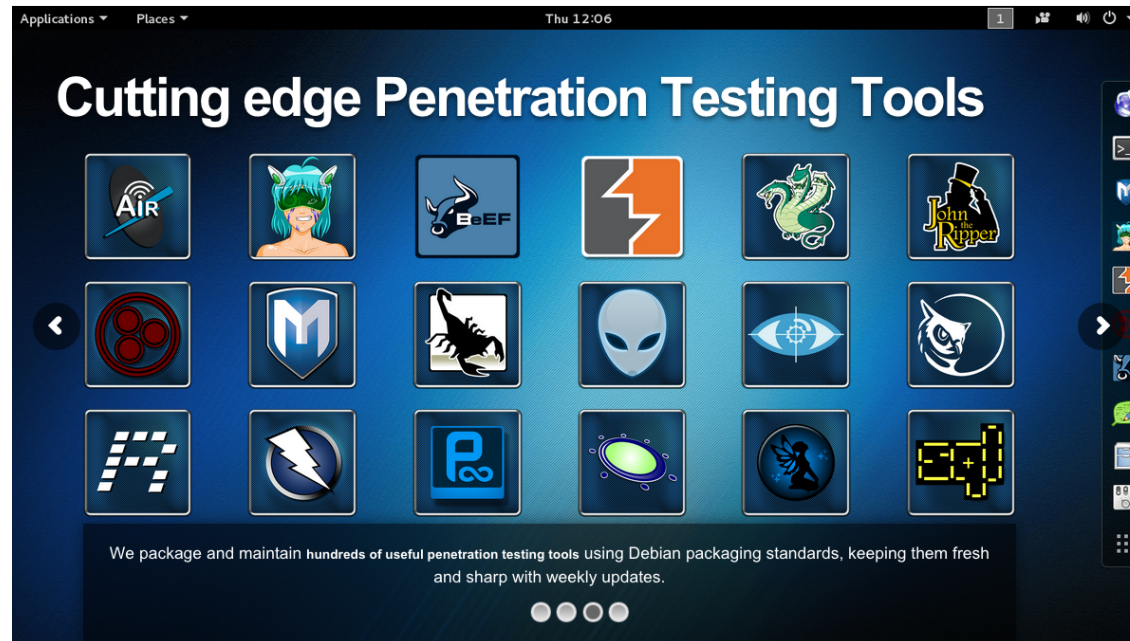 Applications Places Thu 12:06 1
Cutting edge Penetration Testing Tools
AIR
BeEF
John
the
Ripper
M
R
P
We package and maintain hundreds of useful penetration testing tools using Debian packaging standards, keeping them fresh
and sharp with weekly updates.